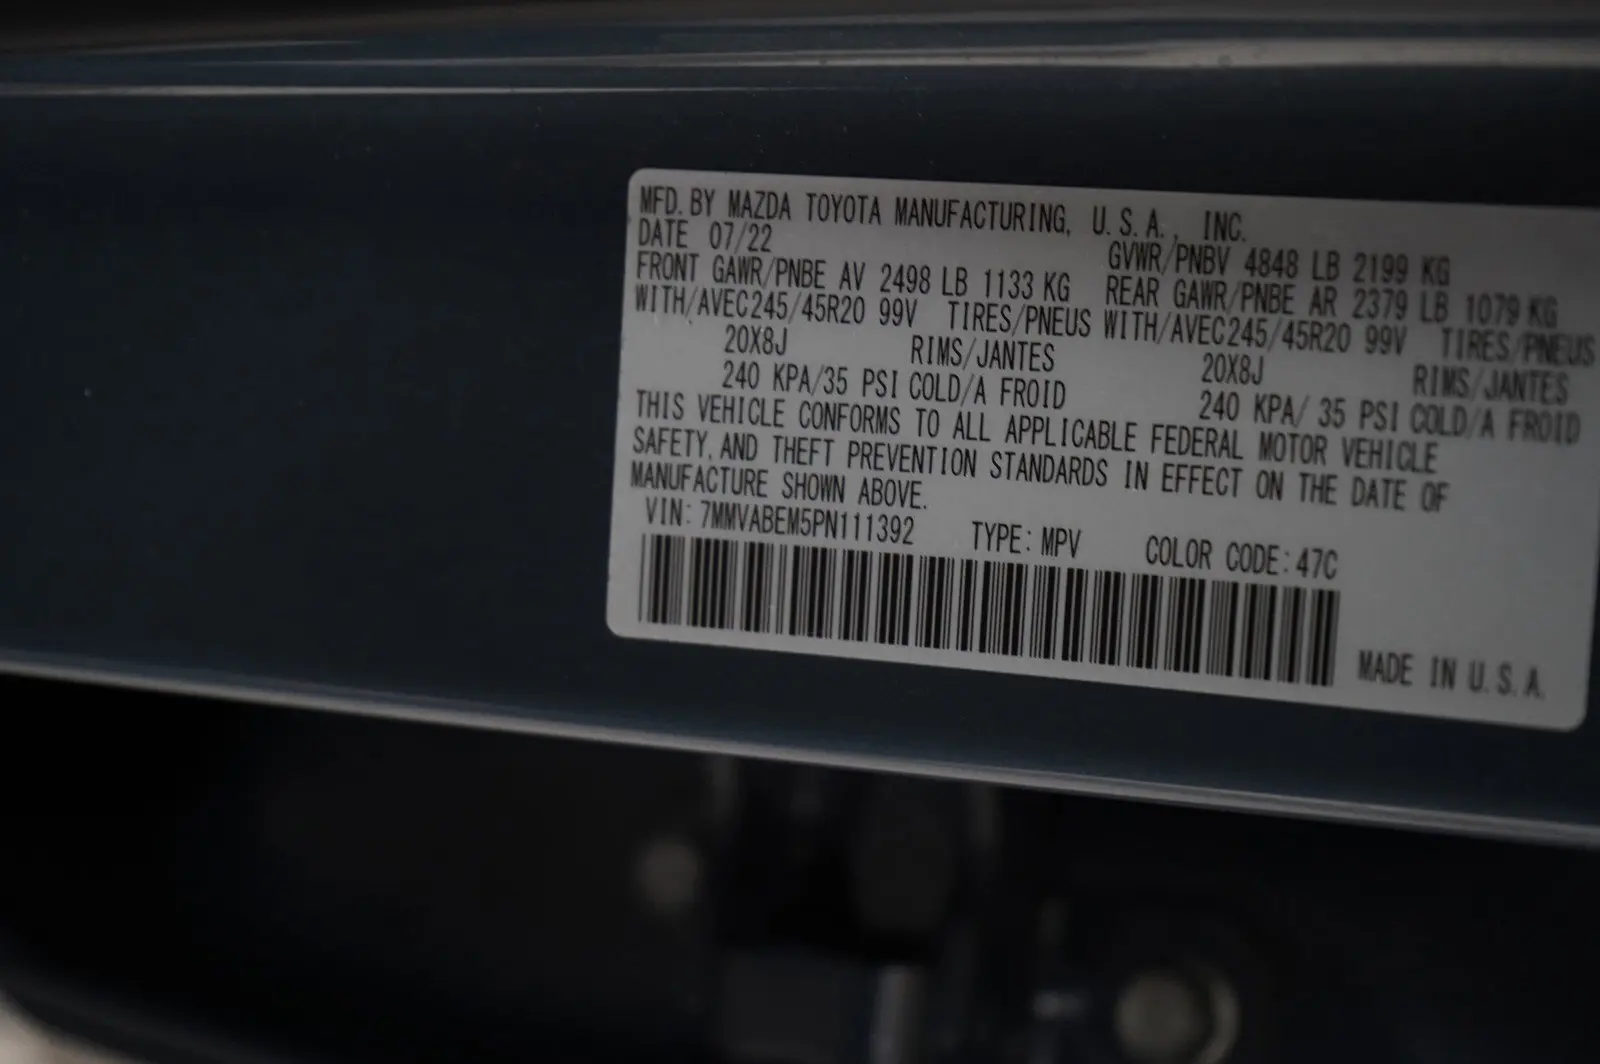 MFD. BY MAZDA TOYOTA MANUFACTURING, U.S.A., INC.
DATE 07/22 GVWR/PNBV 4848 LB 2199 KG
FRONT GAWR/PNBE AV 2498 LB 1133 KG REAR GAWR/PNBE AR 2379 LB 1079 KG
WITH/AVEC245/45R20 99V TIRES/PNEUS WITH/AVEC245/45R20 99V TIRES/PNEUS
20X8J RIMS/JANTES 20X8J RIMS/JANTES
240 KPA/35 PSI COLD/A FROID 240 KPA/ 35 PSI COLD/A FROID
THIS VEHICLE CONFORMS TO ALL APPLICABLE FEDERAL MOTOR VEHICLE
SAFETY, AND THEFT PREVENTION STANDARDS IN EFFECT ON THE DATE OF
MANUFACTURE SHOWN ABOVE.
VIN: 7MMVABEM5PN111392 TYPE: MPV COLOR CODE: 47C
MADE IN U.S.A.